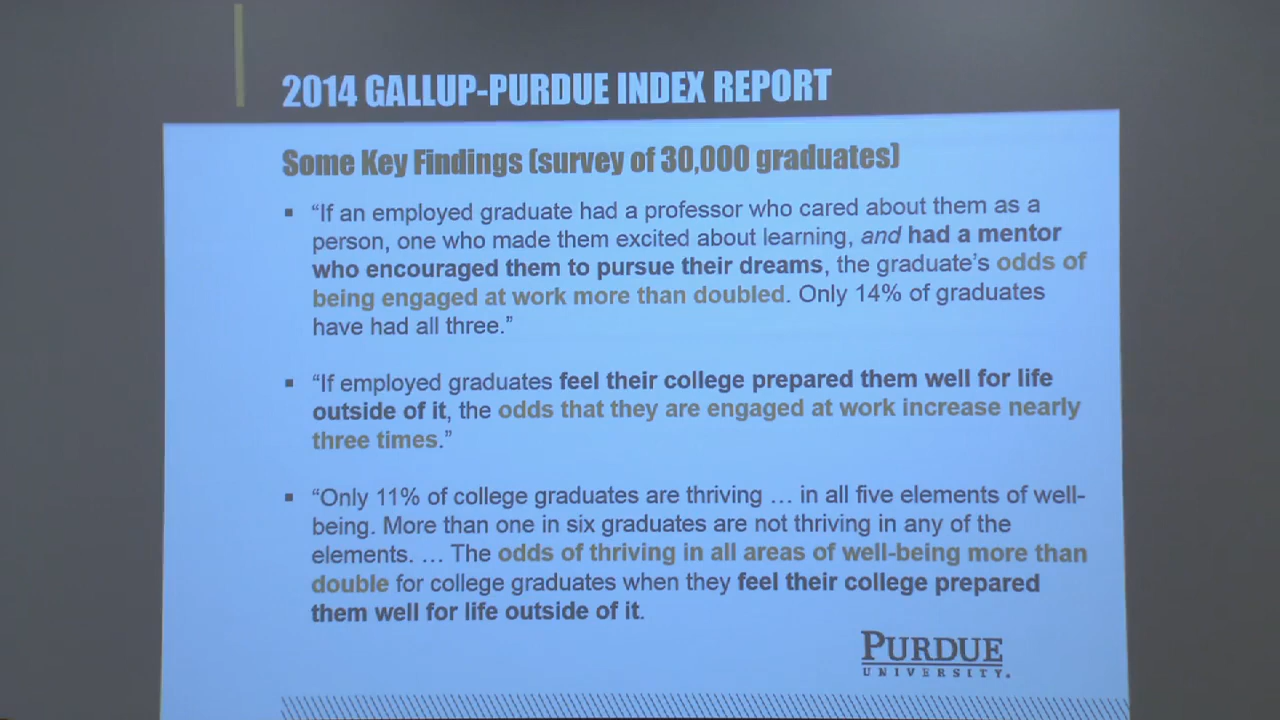 2014 GALLUP-PURDUE INDEX REPORT
Some Key Findings (survey of 30,000 graduates)
▪ “If an employed graduate had a professor who cared about them as a
person, one who made them excited about learning, and had a mentor
who encouraged them to pursue their dreams, the graduate’s odds of
being engaged at work more than doubled. Only 14% of graduates
have had all three.”
▪ “If employed graduates feel their college prepared them well for life
outside of it, the odds that they are engaged at work increase nearly
three times.”
▪ “Only 11% of college graduates are thriving … in all five elements of well-
being. More than one in six graduates are not thriving in any of the
elements. … The odds of thriving in all areas of well-being more than
double for college graduates when they feel their college prepared
them well for life outside of it.
PURDUE
UNIVERSITY.